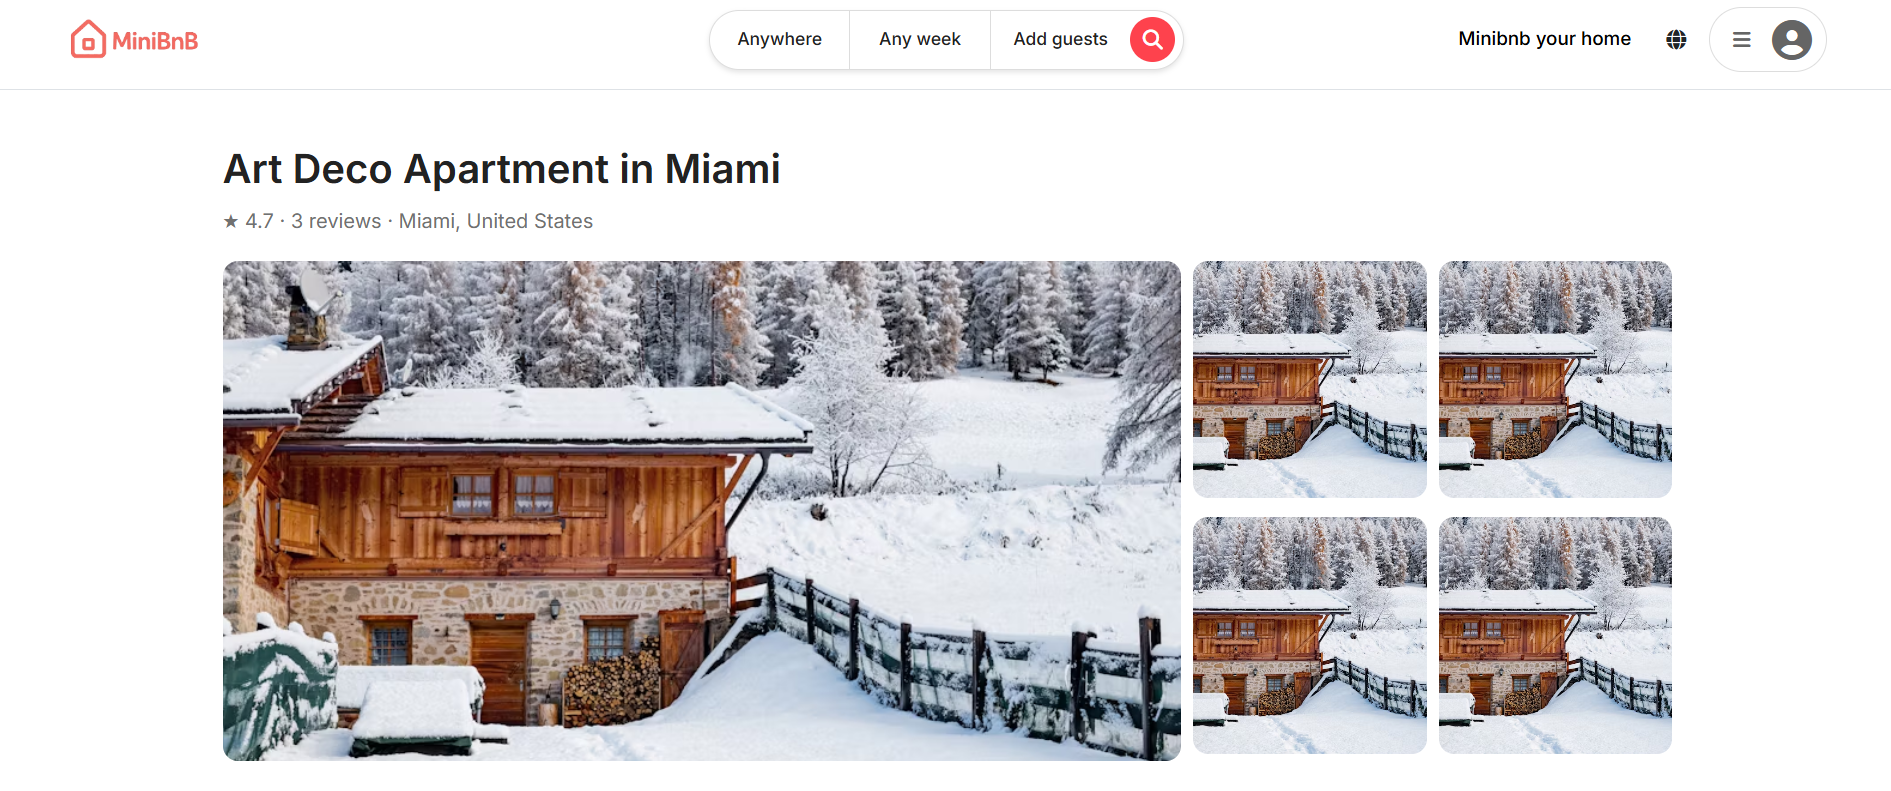 MiniBnB
Anywhere
Any week
Add guests
Minibnb your home
Art Deco Apartment in Miami
★ 4.7 · 3 reviews · Miami, United States